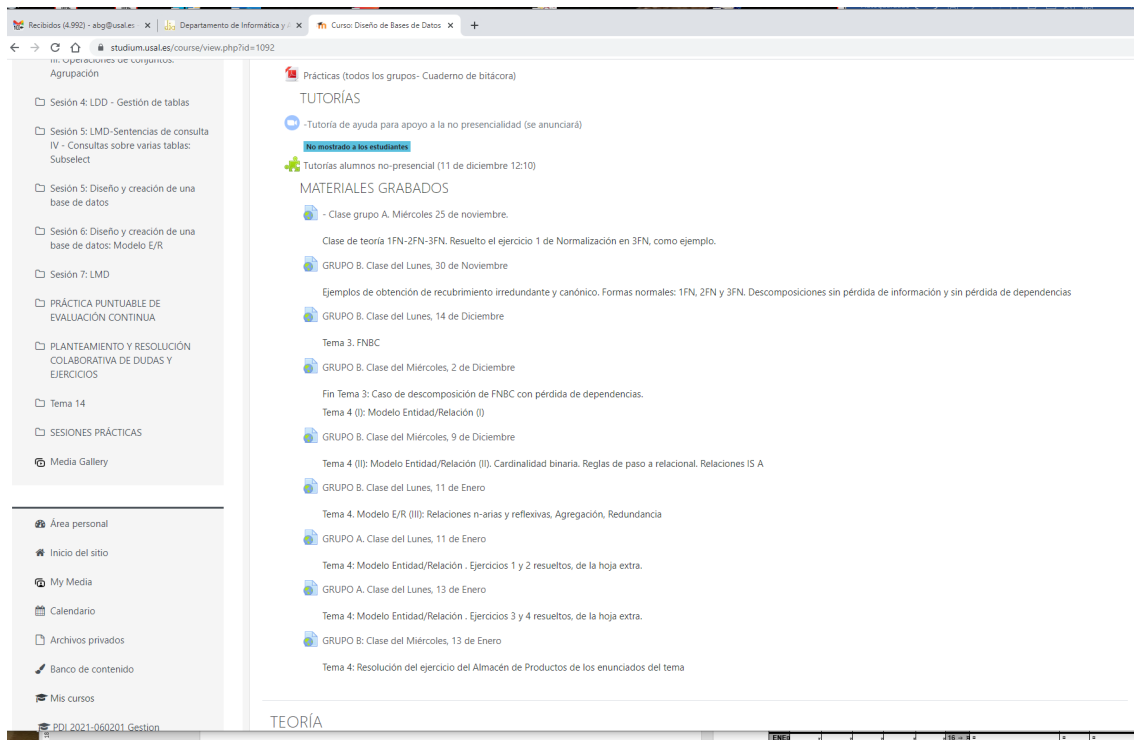 Recibidos (4.992) - abg@usal.es
Departamento de Informática y A
Curso: Diseño de Bases de Datos
studium.usal.es/course/view.php?id=1092
III. Operaciones de conjuntos.
Agrupación
Sesión 4: LDD - Gestión de tablas
Sesión 5: LMD-Sentencias de consulta
IV - Consultas sobre varias tablas:
Subselect
Sesión 5: Diseño y creación de una
base de datos
Sesión 6: Diseño y creación de una
base de datos: Modelo E/R
Sesión 7: LMD
PRÁCTICA PUNTUABLE DE
EVALUACIÓN CONTINUA
PLANTEAMIENTO Y RESOLUCIÓN
COLABORATIVA DE DUDAS Y
EJERCICIOS
Tema 14
SESIONES PRÁCTICAS
Media Gallery
Área personal
Inicio del sitio
My Media
Calendario
Archivos privados
Banco de contenido
Mis cursos
PDI 2021-060201 Gestion
Prácticas (todos los grupos- Cuaderno de bitácora)
TUTORÍAS
-Tutoría de ayuda para apoyo a la no presencialidad (se anunciará)
No mostrado a los estudiantes
Tutorías alumnos no-presencial (11 de diciembre 12:10)
MATERIALES GRABADOS
- Clase grupo A. Miércoles 25 de noviembre.
Clase de teoría 1FN-2FN-3FN. Resuelto el ejercicio 1 de Normalización en 3FN, como ejemplo.
GRUPO B. Clase del Lunes, 30 de Noviembre
Ejemplos de obtención de recubrimiento irredundante y canónico. Formas normales: 1FN, 2FN y 3FN. Descomposiciones sin pérdida de información y sin pérdida de dependencias
GRUPO B. Clase del Lunes, 14 de Diciembre
Tema 3. FNBC
GRUPO B. Clase del Miércoles, 2 de Diciembre
Fin Tema 3: Caso de descomposición de FNBC con pérdida de dependencias.
Tema 4 (I): Modelo Entidad/Relación (I)
GRUPO B. Clase del Miércoles, 9 de Diciembre
Tema 4 (II): Modelo Entidad/Relación (II). Cardinalidad binaria. Reglas de paso a relacional. Relaciones IS A
GRUPO B. Clase del Lunes, 11 de Enero
Tema 4. Modelo E/R (III): Relaciones n-arias y reflexivas, Agregación, Redundancia
GRUPO A. Clase del Lunes, 11 de Enero
Tema 4: Modelo Entidad/Relación . Ejercicios 1 y 2 resueltos, de la hoja extra.
GRUPO A. Clase del Lunes, 13 de Enero
Tema 4: Modelo Entidad/Relación . Ejercicios 3 y 4 resueltos, de la hoja extra.
GRUPO B: Clase del Miércoles, 13 de Enero
Tema 4: Resolución del ejercicio del Almacén de Productos de los enunciados del tema
TEORÍA